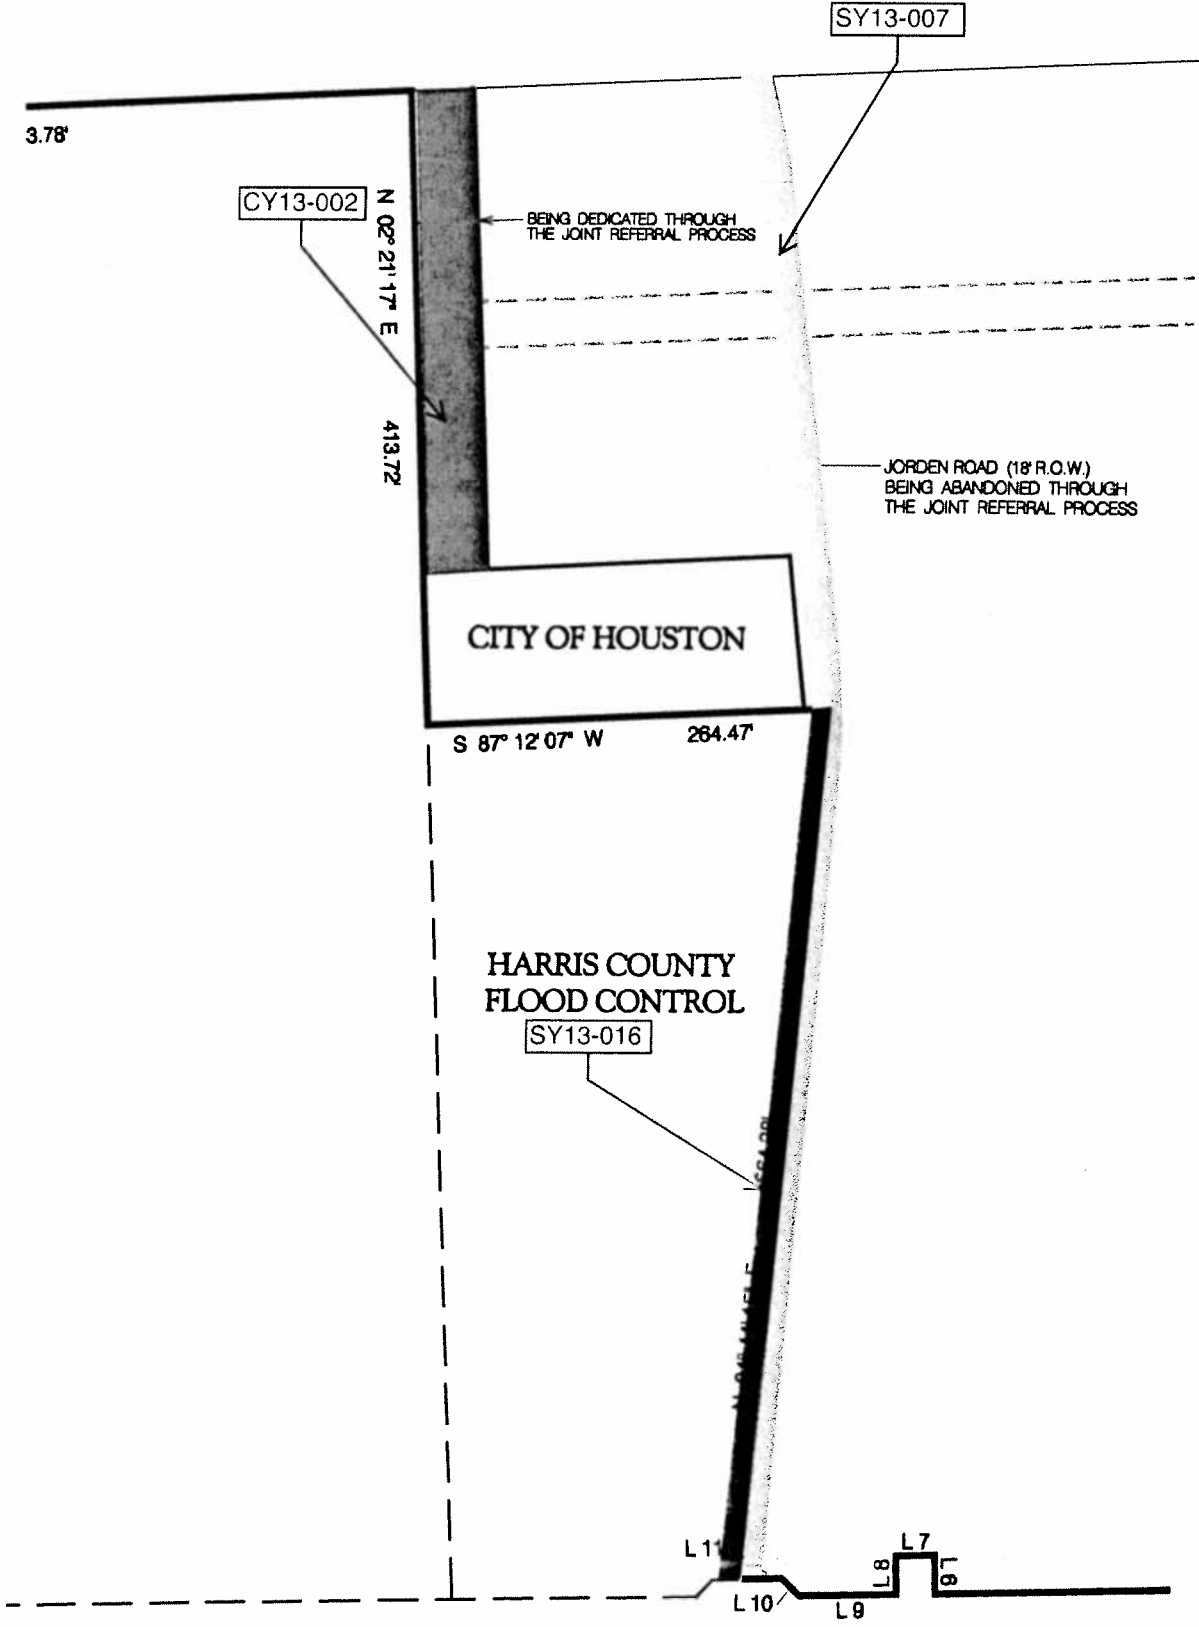 SY13-007
3.78'
CY13-002
N 02° 21' 17" E
413.72'
BEING DEDICATED THROUGH
THE JOINT REFERRAL PROCESS
JORDEN ROAD (18' R.O.W.)
BEING ABANDONED THROUGH
THE JOINT REFERRAL PROCESS
CITY OF HOUSTON
S 87° 12' 07" W
264.47'
HARRIS COUNTY
FLOOD CONTROL
SY13-016
L 11
L 10
L 9
L 8
L 7
L 6